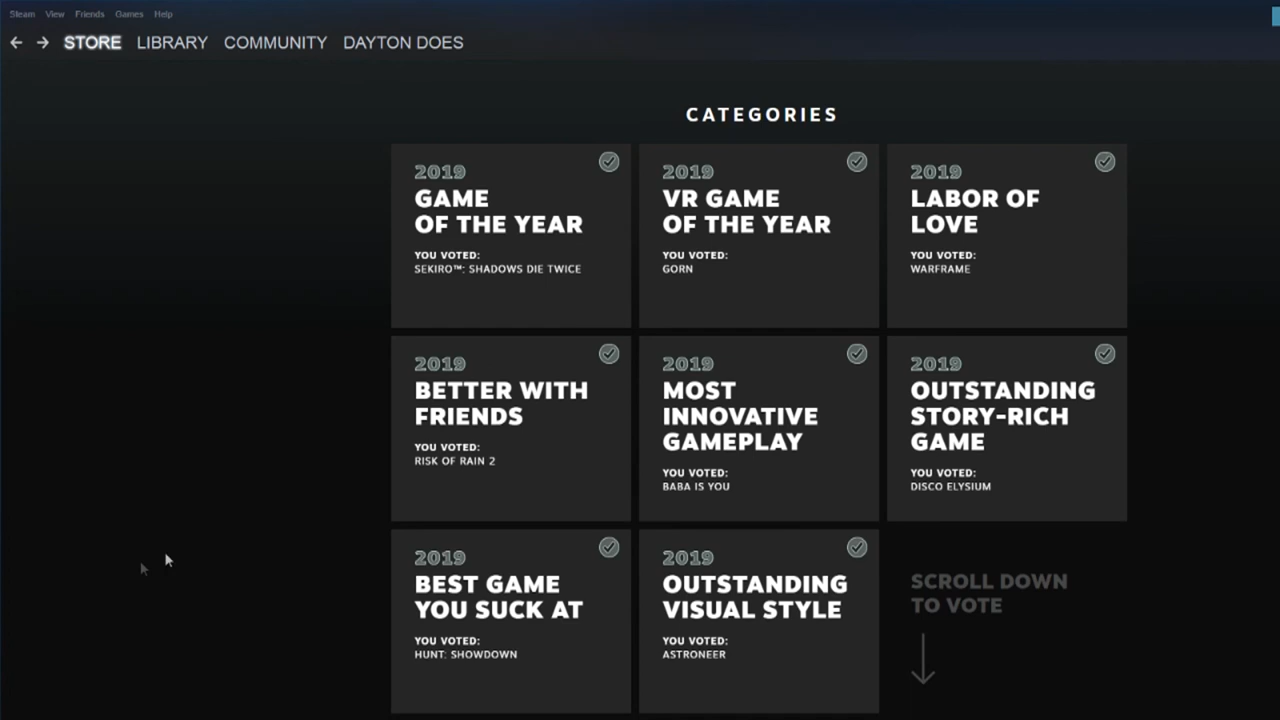 Steam View Friends Games Help
STORE LIBRARY COMMUNITY DAYTON DOES
CATEGORIES
2019
GAME
OF THE YEAR
YOU VOTED:
SEKIRO™: SHADOWS DIE TWICE
2019
VR GAME
OF THE YEAR
YOU VOTED:
GORN
2019
LABOR OF
LOVE
YOU VOTED:
WARFRAME
2019
BETTER WITH
FRIENDS
YOU VOTED:
RISK OF RAIN 2
2019
MOST
INNOVATIVE
GAMEPLAY
YOU VOTED:
BABA IS YOU
2019
OUTSTANDING
STORY-RICH
GAME
YOU VOTED:
DISCO ELYSIUM
2019
BEST GAME
YOU SUCK AT
YOU VOTED:
HUNT: SHOWDOWN
2019
OUTSTANDING
VISUAL STYLE
YOU VOTED:
ASTRONEER
SCROLL DOWN
TO VOTE